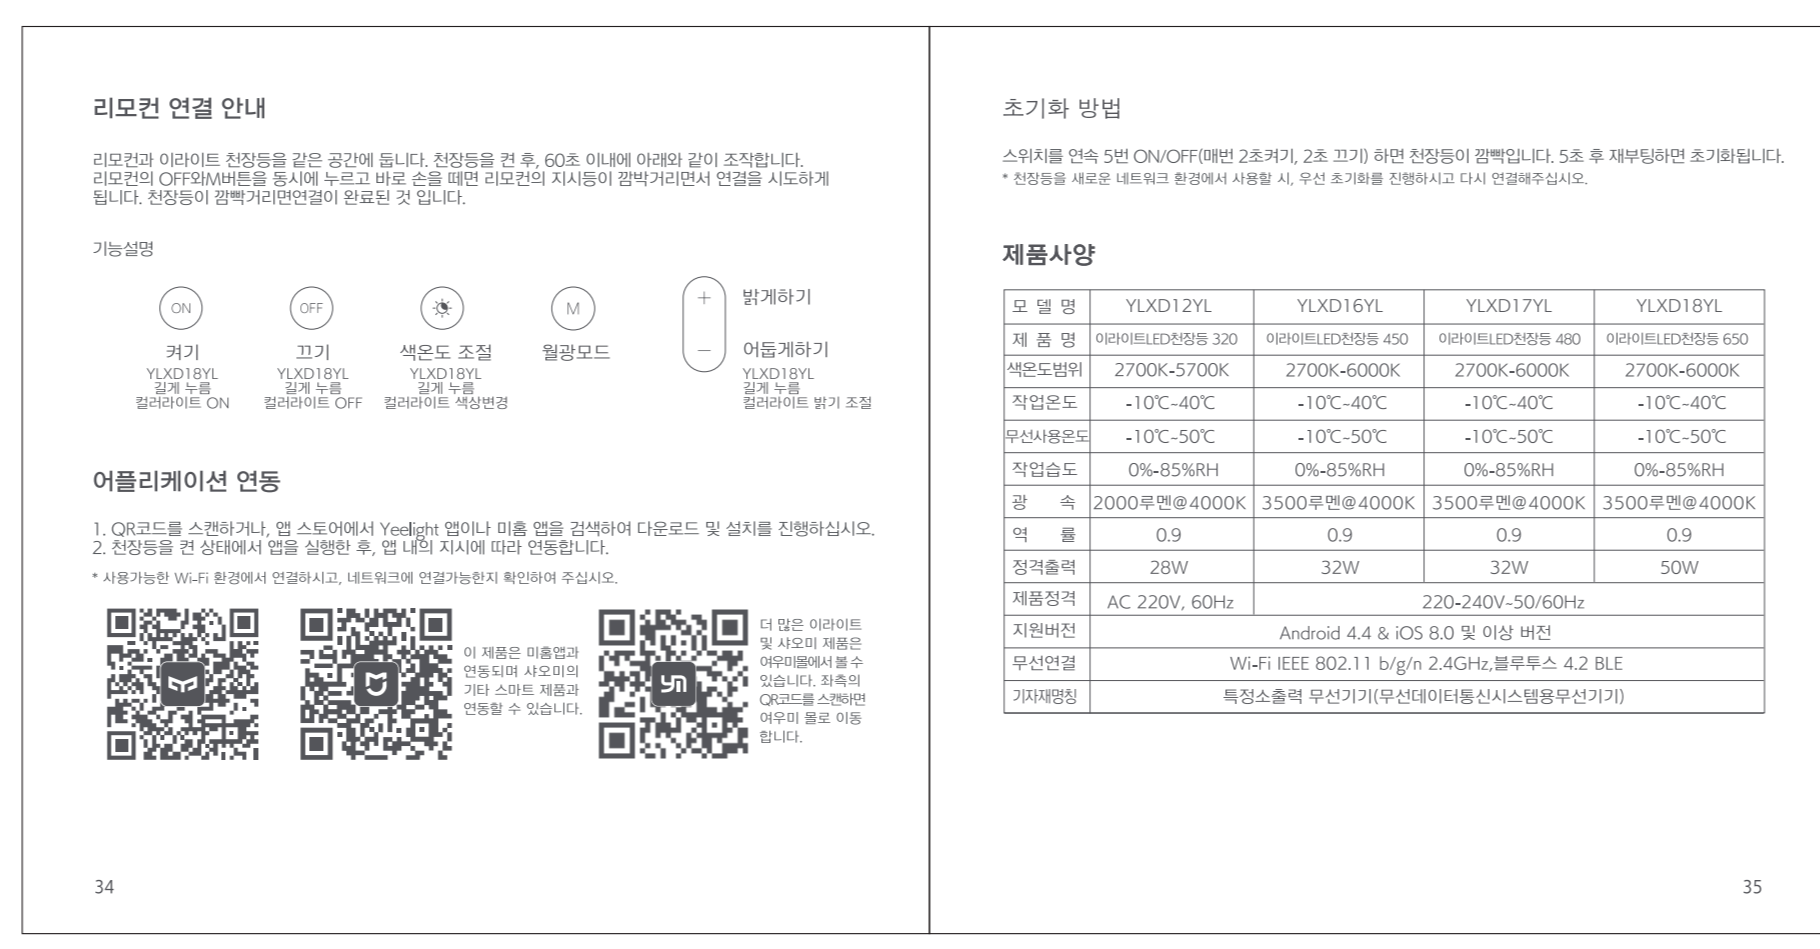 리모컨 연결 안내
리모컨과 이라이트 천장등을 같은 공간에 둡니다. 천장등을 켠 후, 60초 이내에 아래와 같이 조작합니다.
리모컨의 OFF와M버튼을 동시에 누르고 바로 손을 떼면 리모컨의 지시등이 깜박거리면서 연결을 시도하게
됩니다. 천장등이 깜빡거리면연결이 완료된 것 입니다.
기능설명
ON
켜기
YLXD18YL
길게 누름
컬러라이트 ON
OFF
끄기
YLXD18YL
길게 누름
컬러라이트 OFF
색온도 조절
YLXD18YL
길게 누름
컬러라이트 색상변경
M
월광모드
+ 밝게하기
– 어둡게하기
YLXD18YL
길게 누름
컬러라이트 밝기 조절
어플리케이션 연동
1. QR코드를 스캔하거나, 앱 스토어에서 Yeelight 앱이나 미홈 앱을 검색하여 다운로드 및 설치를 진행하십시오.
2. 천장등을 켠 상태에서 앱을 실행한 후, 앱 내의 지시에 따라 연동합니다.
* 사용가능한 Wi-Fi 환경에서 연결하시고, 네트워크에 연결가능한지 확인하여 주십시오.
이 제품은 미홈앱과
연동되며 샤오미의
기타 스마트 제품과
연동할 수 있습니다.
더 많은 이라이트
및 샤오미 제품은
여우미몰에서 볼 수
있습니다. 좌측의
QR코드를 스캔하면
여우미 몰로 이동
합니다.
34
초기화 방법
스위치를 연속 5번 ON/OFF(매번 2초켜기, 2초 끄기) 하면 천장등이 깜빡입니다. 5초 후 재부팅하면 초기화됩니다.
* 천장등을 새로운 네트워크 환경에서 사용할 시, 우선 초기화를 진행하시고 다시 연결해주십시오.
제품사양
모 델 명 YLXD12YL YLXD16YL YLXD17YL YLXD18YL
제 품 명 이라이트LED천장등 320 이라이트LED천장등 450 이라이트LED천장등 480 이라이트LED천장등 650
색온도범위 2700K-5700K 2700K-6000K 2700K-6000K 2700K-6000K
작업온도 -10℃~40℃ -10℃~40℃ -10℃~40℃ -10℃~40℃
무선사용온도 -10℃~50℃ -10℃~50℃ -10℃~50℃ -10℃~50℃
작업습도 0%-85%RH 0%-85%RH 0%-85%RH 0%-85%RH
광 속 2000루멘@4000K 3500루멘@4000K 3500루멘@4000K 3500루멘@4000K
역 률 0.9 0.9 0.9 0.9
정격출력 28W 32W 32W 50W
제품정격 AC 220V, 60Hz 220-240V~50/60Hz
지원버전 Android 4.4 & iOS 8.0 및 이상 버전
무선연결 Wi-Fi IEEE 802.11 b/g/n 2.4GHz,블루투스 4.2 BLE
기자재명칭 특정소출력 무선기기(무선데이터통신시스템용무선기기)
35